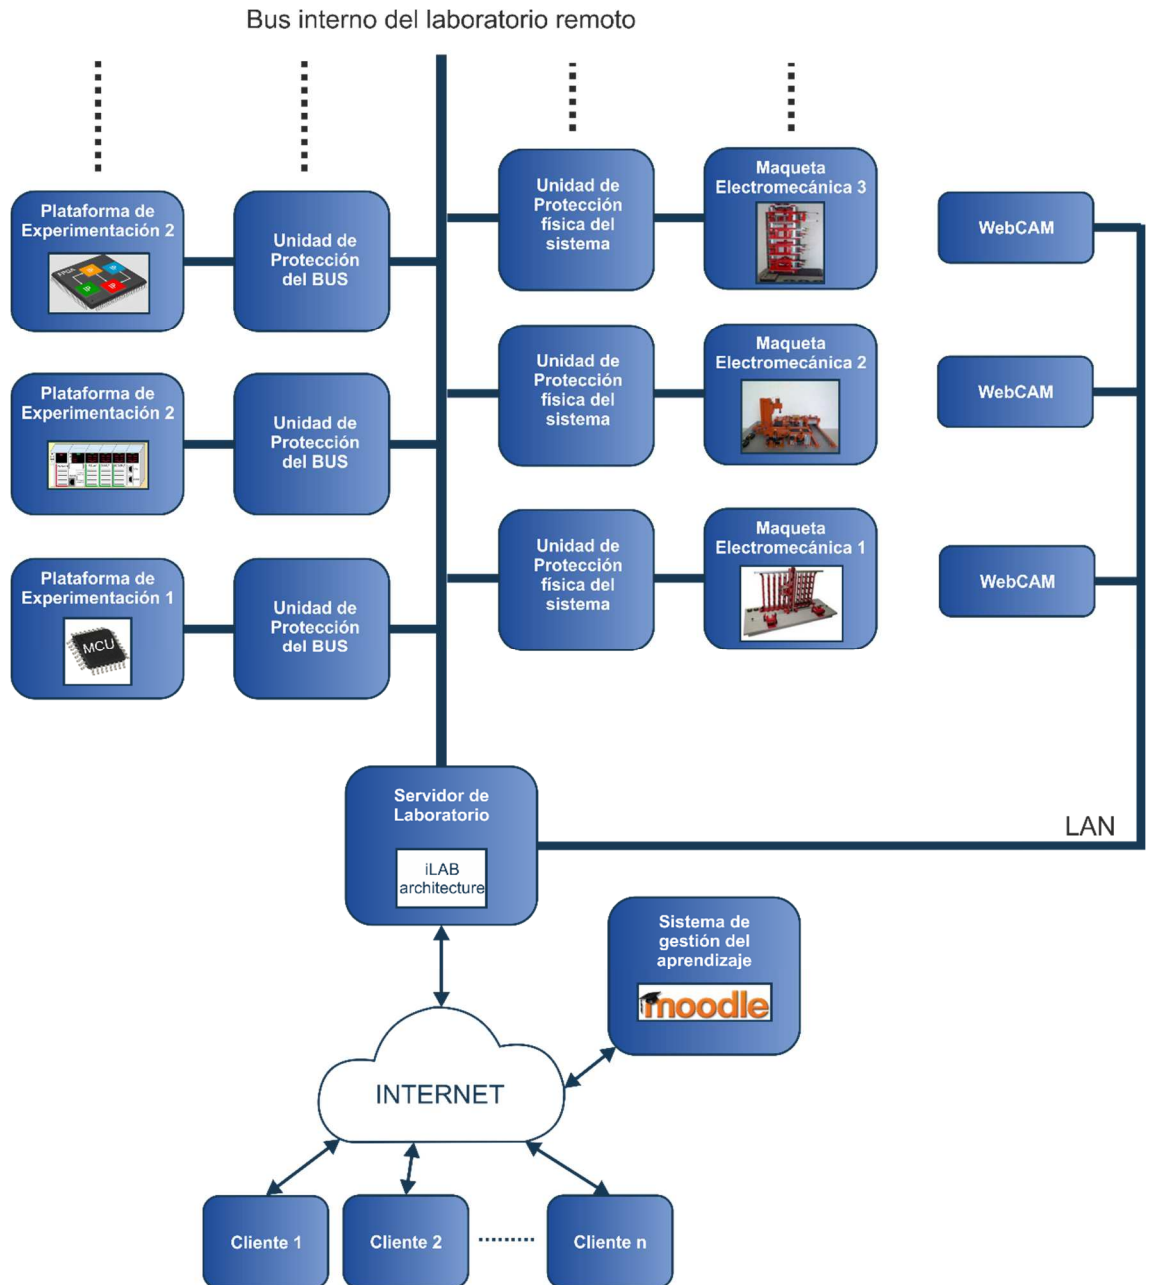 Bus interno del laboratorio remoto
Plataforma de
Experimentación 2
FPGA
Unidad de
Protección
del BUS
Unidad de
Protección
física del
sistema
Maqueta
Electromecánica 3
WebCAM
Plataforma de
Experimentación 2
Unidad de
Protección
del BUS
Unidad de
Protección
física del
sistema
Maqueta
Electromecánica 2
WebCAM
Plataforma de
Experimentación 1
MCU
Unidad de
Protección
del BUS
Unidad de
Protección
física del
sistema
Maqueta
Electromecánica 1
WebCAM
Servidor de
Laboratorio
iLAB
architecture
LAN
Sistema de
gestión del
aprendizaje
moodle
INTERNET
Cliente 1
Cliente 2
Cliente n